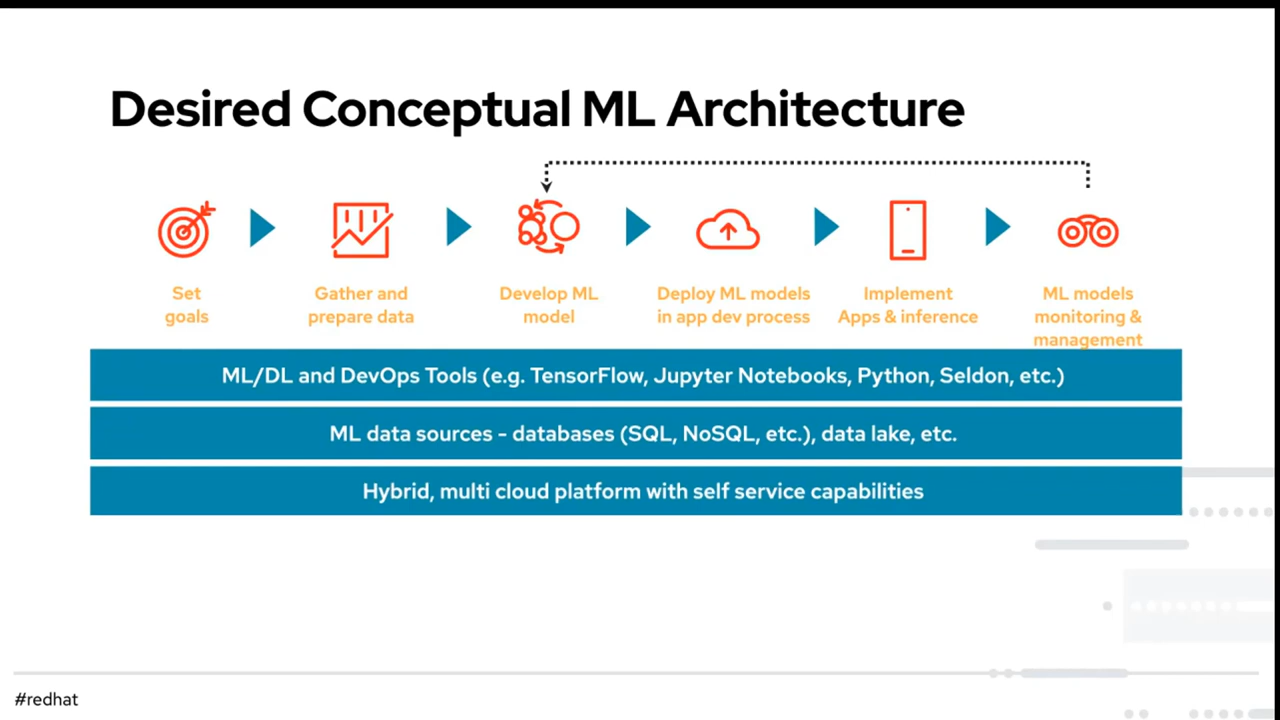 Desired Conceptual ML Architecture
Set
goals
Gather and
prepare data
Develop ML
model
Deploy ML models
in app dev process
Implement
Apps & inference
ML models
monitoring &
management
ML/DL and DevOps Tools (e.g. TensorFlow, Jupyter Notebooks, Python, Seldon, etc.)
ML data sources - databases (SQL, NoSQL, etc.), data lake, etc.
Hybrid, multi cloud platform with self service capabilities
#redhat